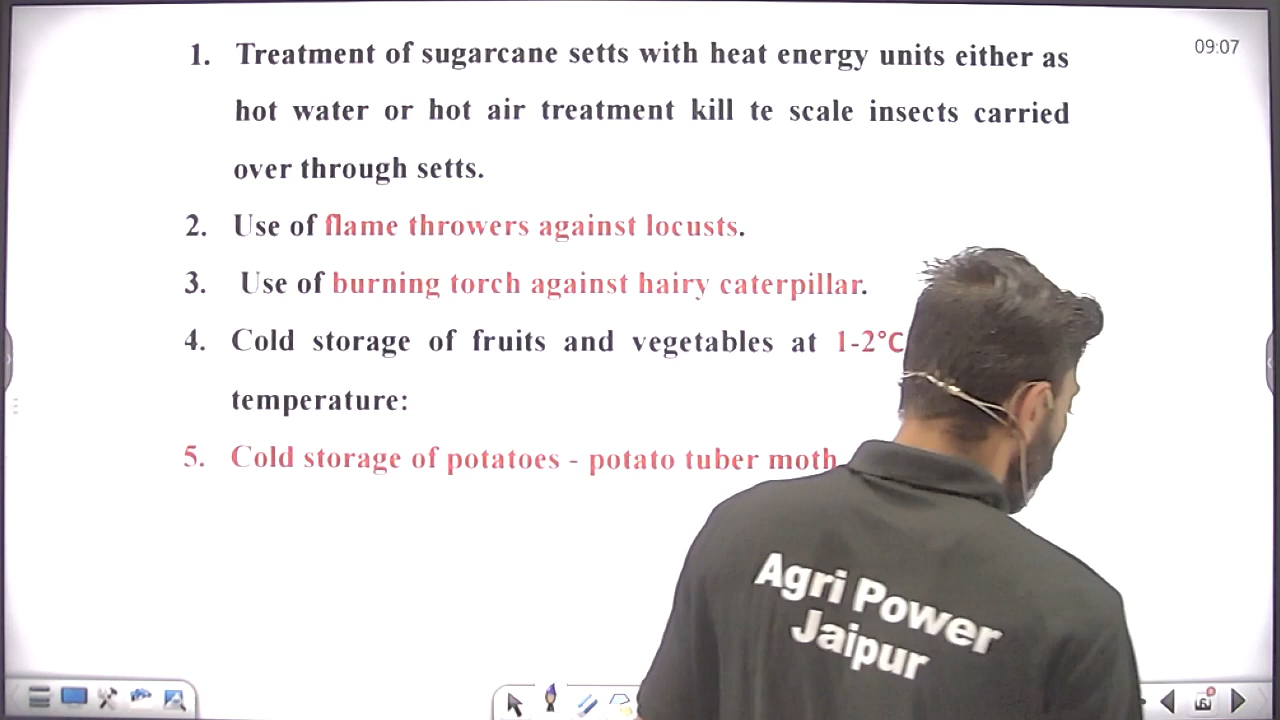 09:07
1. Treatment of sugarcane setts with heat energy units either as
hot water or hot air treatment kill te scale insects carried
over through setts.
2. Use of flame throwers against locusts.
3. Use of burning torch against hairy caterpillar.
4. Cold storage of fruits and vegetables at 1-2°C
temperature:
5. Cold storage of potatoes - potato tuber moth
Agri Power
Jaipur